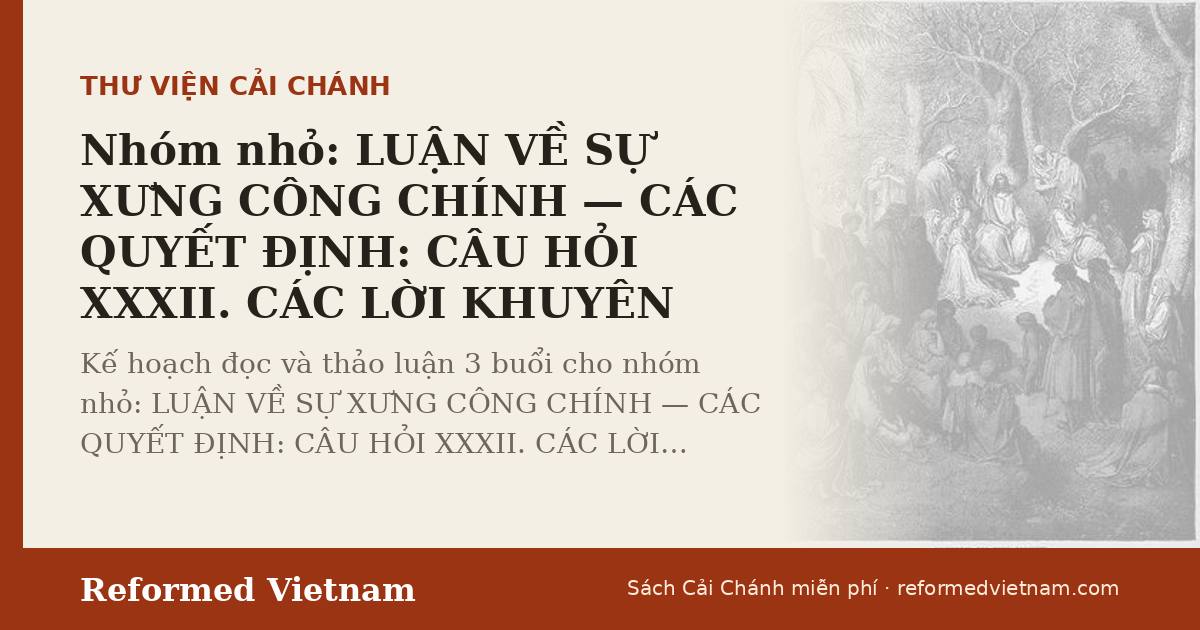 THƯ VIỆN CẢI CHÁNH
Nhóm nhỏ: LUẬN VỀ SỰ
XƯNG CÔNG CHÍNH — CÁC
QUYẾT ĐỊNH: CÂU HỎI
XXXII. CÁC LỜI KHUYÊN
Kế hoạch đọc và thảo luận 3 buổi cho nhóm
nhỏ: LUẬN VỀ SỰ XƯNG CÔNG CHÍNH — CÁC
QUYẾT ĐỊNH: CÂU HỎI XXXII. CÁC LỜI…
Reformed Vietnam
Sách Cải Chánh miễn phí · reformedvietnam.com